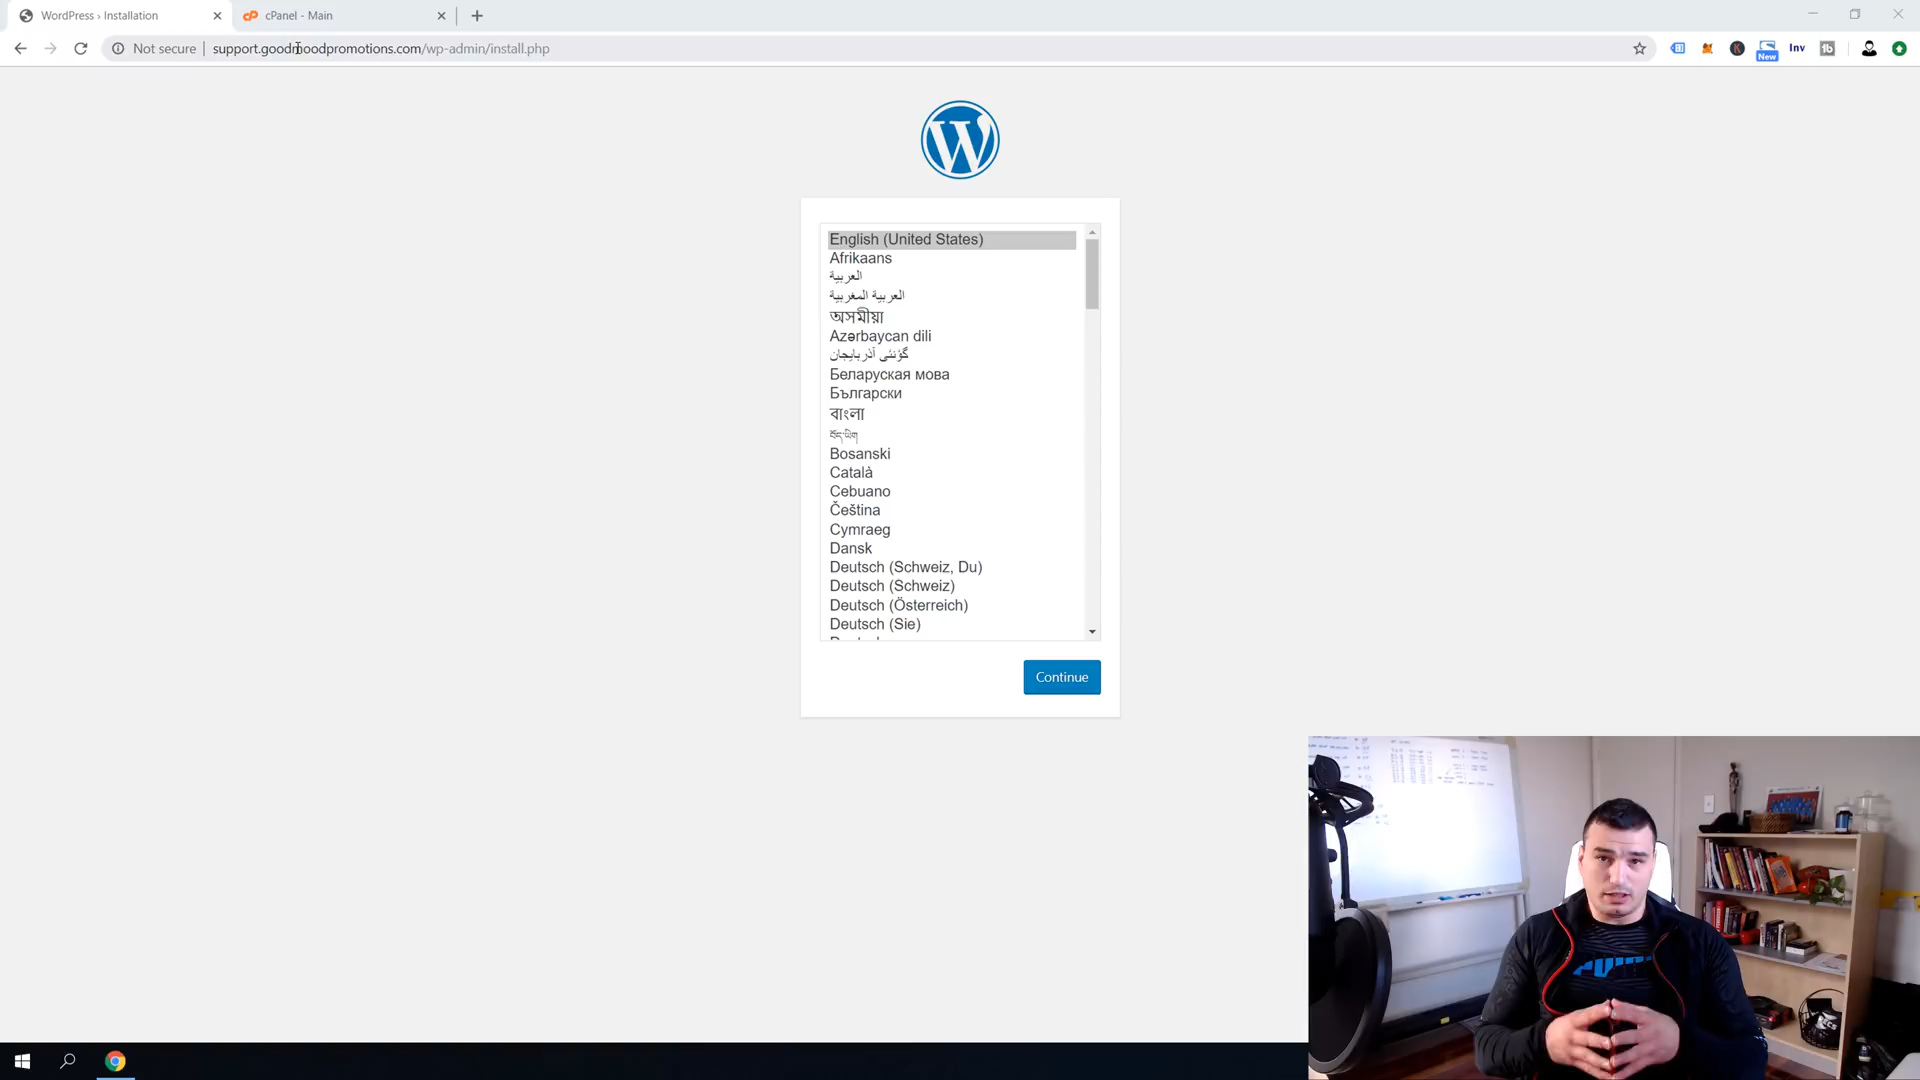 WordPress › Installation
cPanel - Main
Not secure
support.goodmoodpromotions.com/wp-admin/install.php
New
Inv
English (United States)
Afrikaans
العربية
العربية المغربية
অসমীয়া
Azərbaycan dili
گؤنئی آذربایجان
Беларуская мова
Български
বাংলা
བོད་ཡིག
Bosanski
Català
Cebuano
Čeština
Cymraeg
Dansk
Deutsch (Schweiz, Du)
Deutsch (Schweiz)
Deutsch (Österreich)
Deutsch (Sie)
Continue